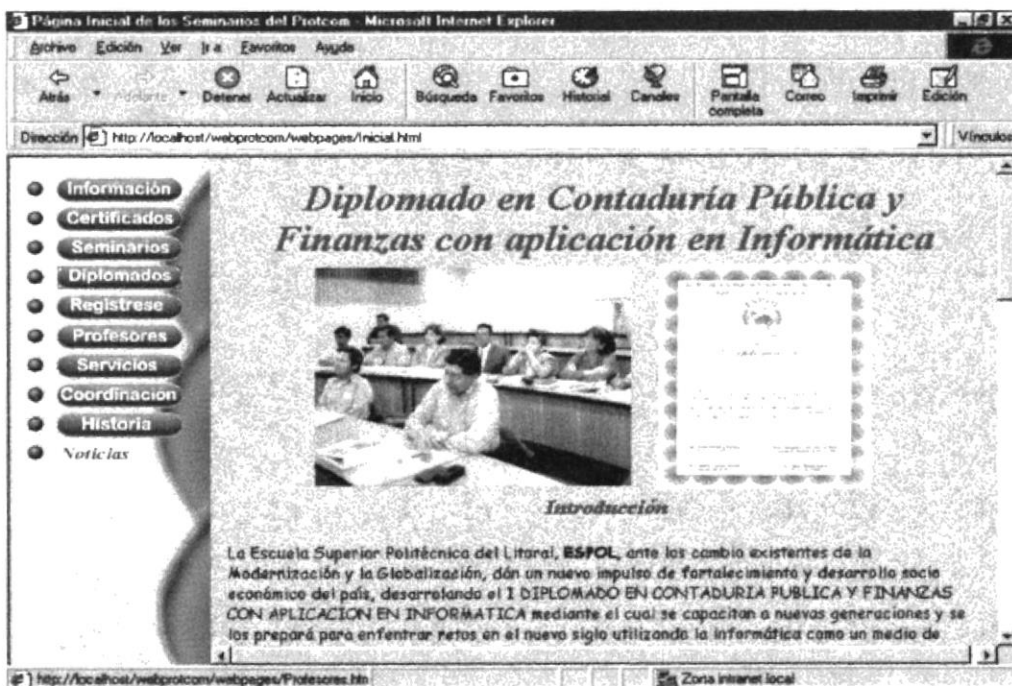 Página Inicial de los Seminarios del Protcom - Microsoft Internet Explorer
Archivo Edición Ver Ir a Favoritos Ayuda
Atrás Adelante Detener Actualizar Inicio Búsqueda Favoritos Historial Canales Pantalla completa Correo Imprimir Edición
Dirección http://localhost/webprotcom/webpages/Inicial.html Vínculos
Información
Certificados
Seminarios
Diplomados
Registrese
Profesores
Servicios
Coordinacion
Historia
Noticias
Diplomado en Contaduría Pública y
Finanzas con aplicación en Informática
Introducción
La Escuela Superior Politécnica del Litoral, ESPOL, ante los cambio existentes de la
Modernización y la Globalización, dán un nuevo impulso de fortalecimiento y desarrollo socio
económico del país, desarrolando el I DIPLOMADO EN CONTADURIA PUBLICA Y FINANZAS
CON APLICACION EN INFORMATICA mediante el cual se capacitan a nuevas generaciones y se
los prepará para enfentrar retos en el nuevo siglo utilizando la informática como un medio de
http://localhost/webprotcom/webpages/Profesores.htm Zona intranet local